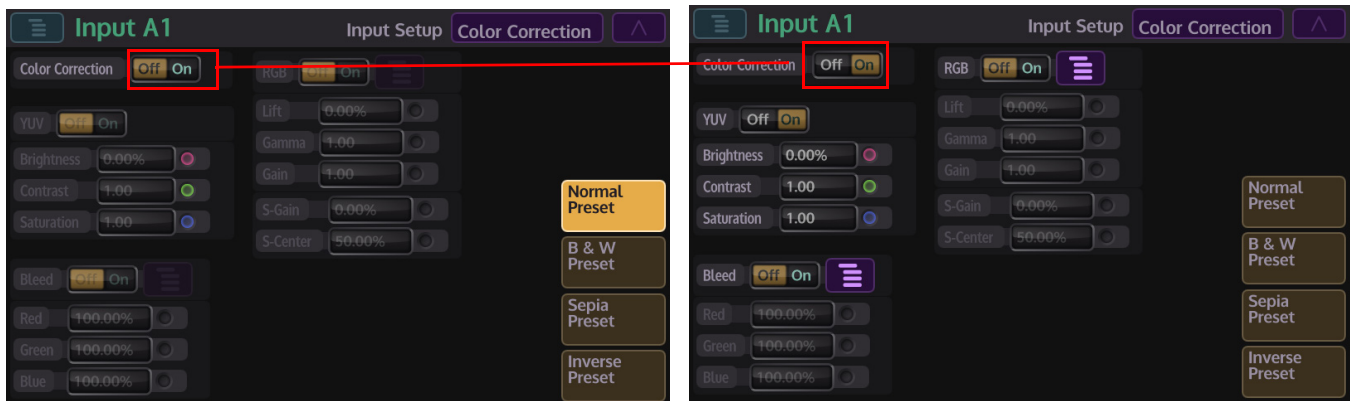 Input A1
Input Setup Color Correction
Color Correction Off On
RGB Off On
Lift 0.00%
YUV Off On
Gamma 1.00
Brightness 0.00%
Gain 1.00
Contrast 1.00
Normal
Preset
S-Gain 0.00%
Saturation 1.00
S-Center 50.00%
B & W
Preset
Bleed Off On
Sepia
Preset
Red 100.00%
Green 100.00%
Inverse
Preset
Blue 100.00%
Input A1
Input Setup Color Correction
Color Correction Off On
RGB Off On
Lift 0.00%
YUV Off On
Gamma 1.00
Brightness 0.00%
Gain 1.00
Contrast 1.00
Normal
Preset
S-Gain 0.00%
Saturation 1.00
S-Center 50.00%
B & W
Preset
Bleed Off On
Sepia
Preset
Red 100.00%
Green 100.00%
Inverse
Preset
Blue 100.00%